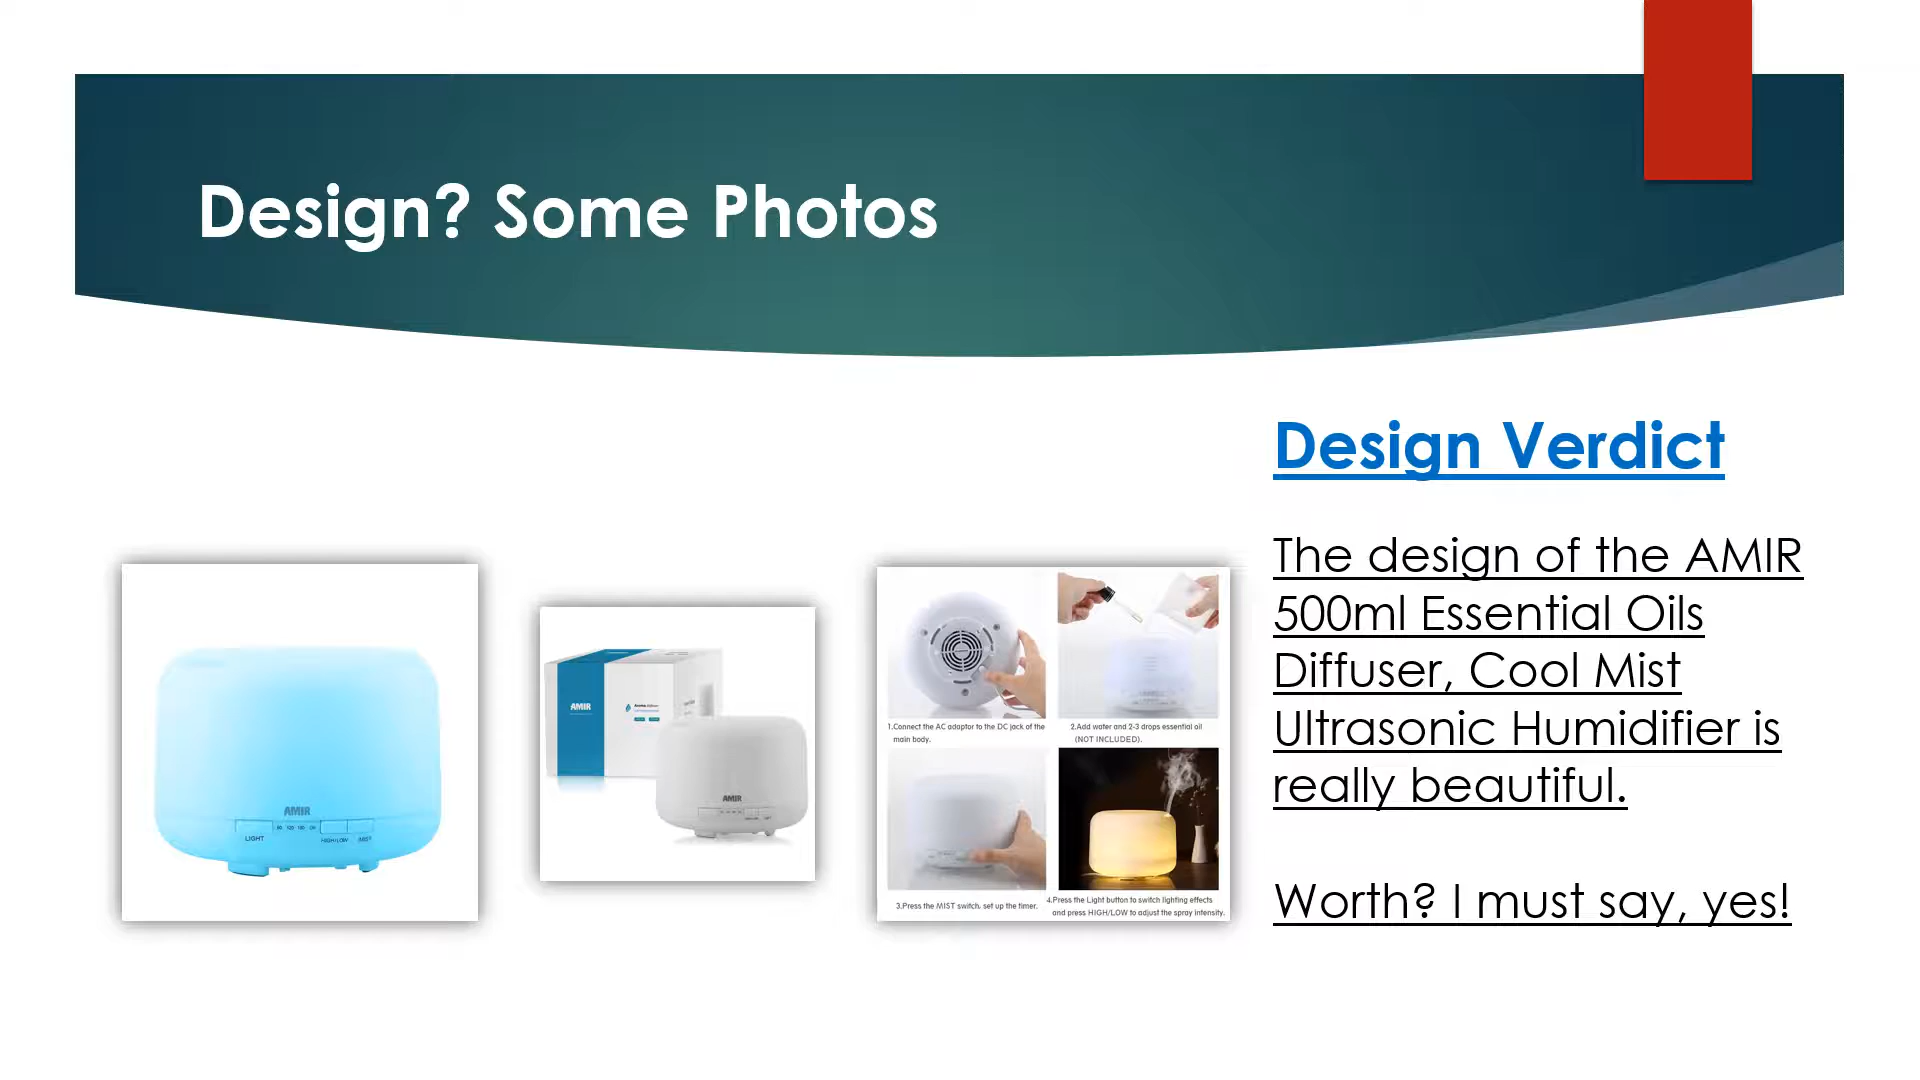 Design? Some Photos
Design Verdict
The design of the AMIR
500ml Essential Oils
Diffuser, Cool Mist
Ultrasonic Humidifier is
really beautiful.
Worth? I must say, yes!
AMIR
LIGHT
HIGH/LOW
MIST
AMIR
AMIR
1.Connect the AC adaptor to the DC jack of the
main body.
2.Add water and 2-3 drops essential oil
(NOT INCLUDED).
3.Press the MIST switch, set up the timer.
4.Press the Light button to switch lighting effects
and press HIGH/LOW to adjust the spray intensity.